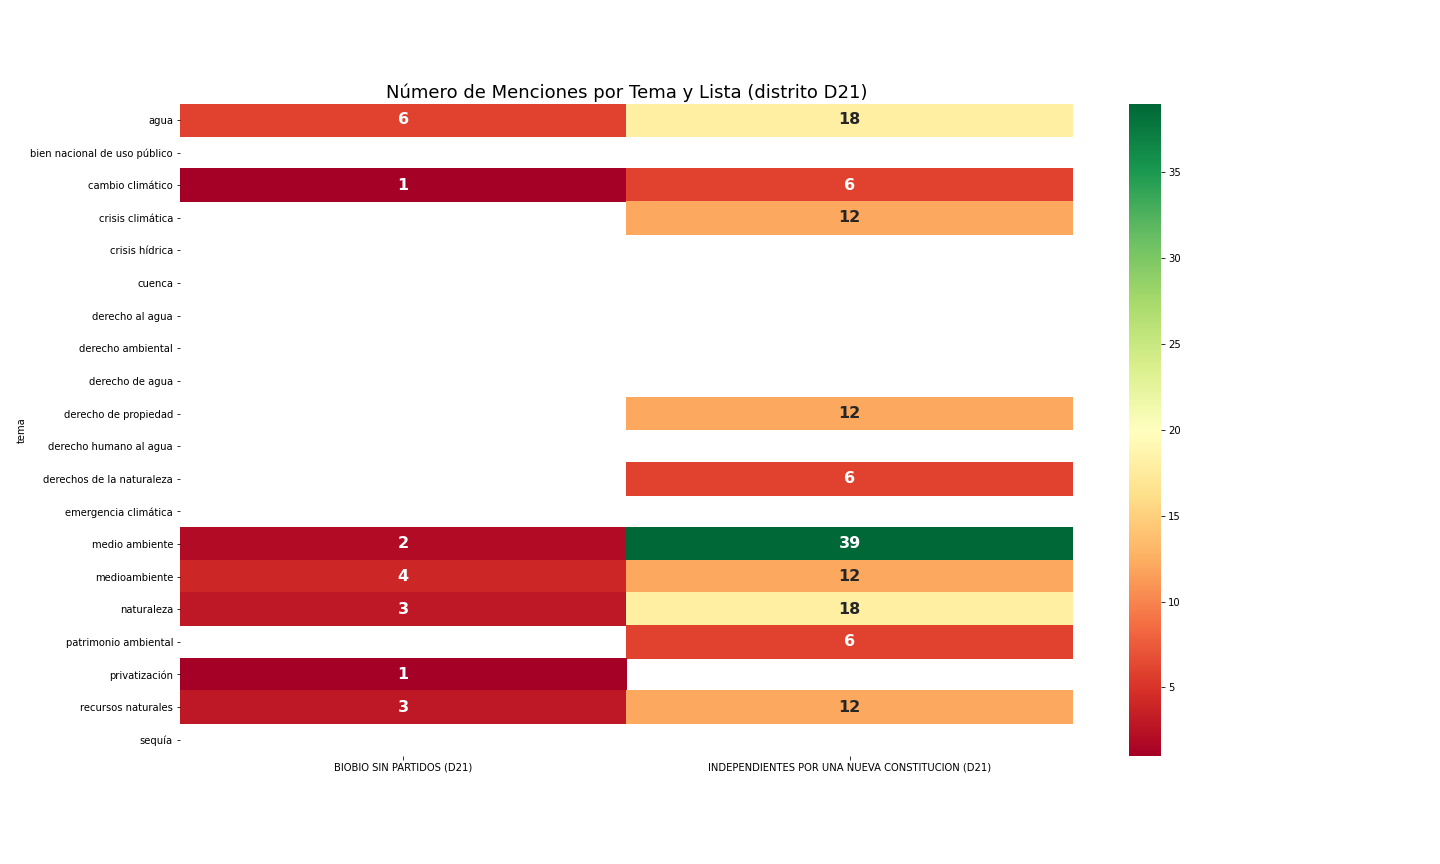 Número de Menciones por Tema y Lista (distrito D21)
agua 6 18
bien nacional de uso público
cambio climático 1 6
crisis climática 12
crisis hídrica
cuenca
derecho al agua
derecho ambiental
derecho de agua
derecho de propiedad 12
derecho humano al agua
derechos de la naturaleza 6
emergencia climática
medio ambiente 2 39
medioambiente 4 12
naturaleza 3 18
patrimonio ambiental 6
privatización 1
recursos naturales 3 12
sequía
tema
BIOBIO SIN PARTIDOS (D21) INDEPENDIENTES POR UNA NUEVA CONSTITUCION (D21)
35
30
25
20
15
10
5